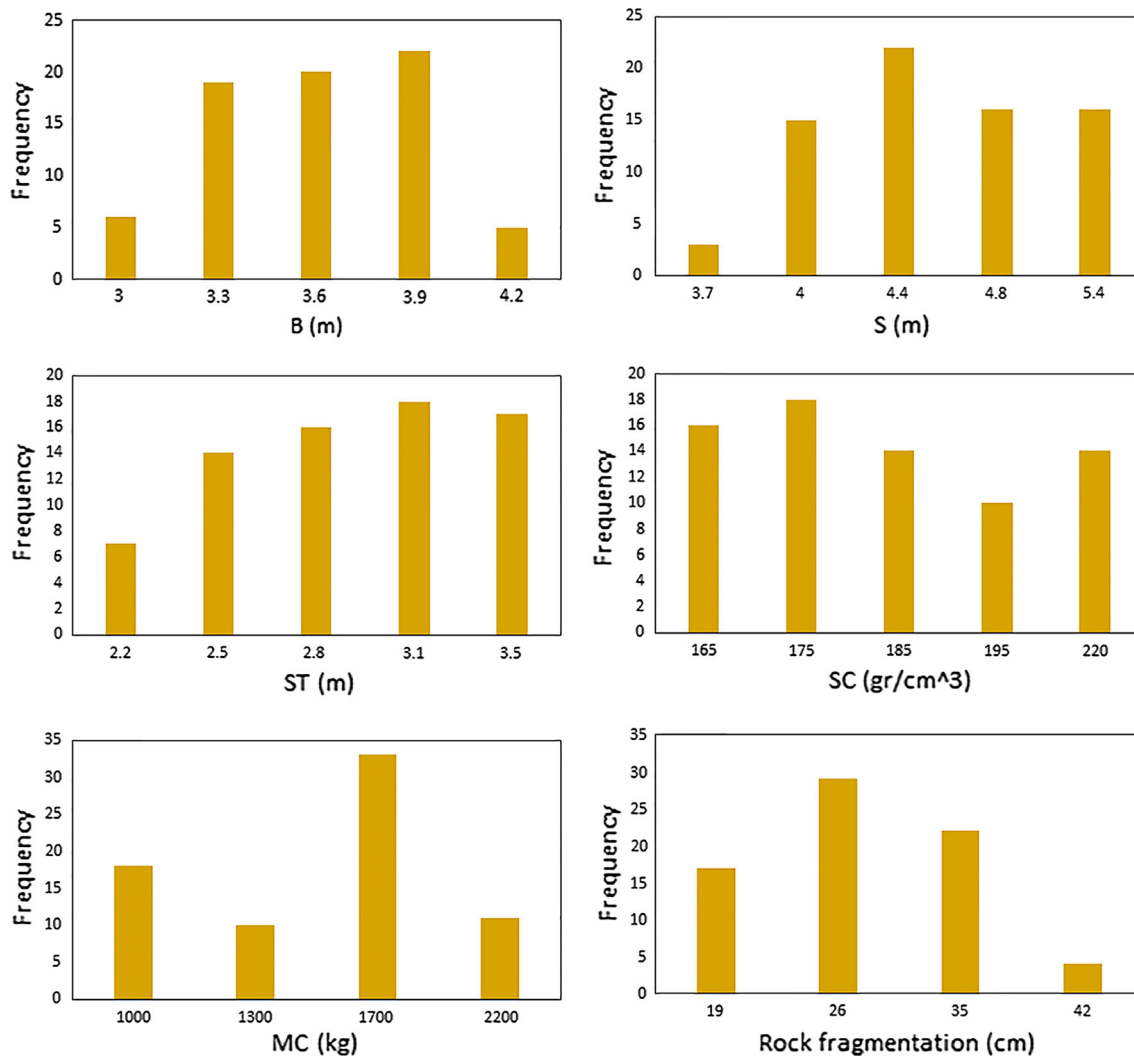 25
20
15
10
5
0
Frequency
3 3.3 3.6 3.9 4.2
B (m)
25
20
15
10
5
0
Frequency
3.7 4 4.4 4.8 5.4
S (m)
20
18
16
14
12
10
8
6
4
2
0
Frequency
2.2 2.5 2.8 3.1 3.5
ST (m)
20
18
16
14
12
10
8
6
4
2
0
Frequency
165 175 185 195 220
SC (gr/cm^3)
35
30
25
20
15
10
5
0
Frequency
1000 1300 1700 2200
MC (kg)
35
30
25
20
15
10
5
0
Frequency
19 26 35 42
Rock fragmentation (cm)